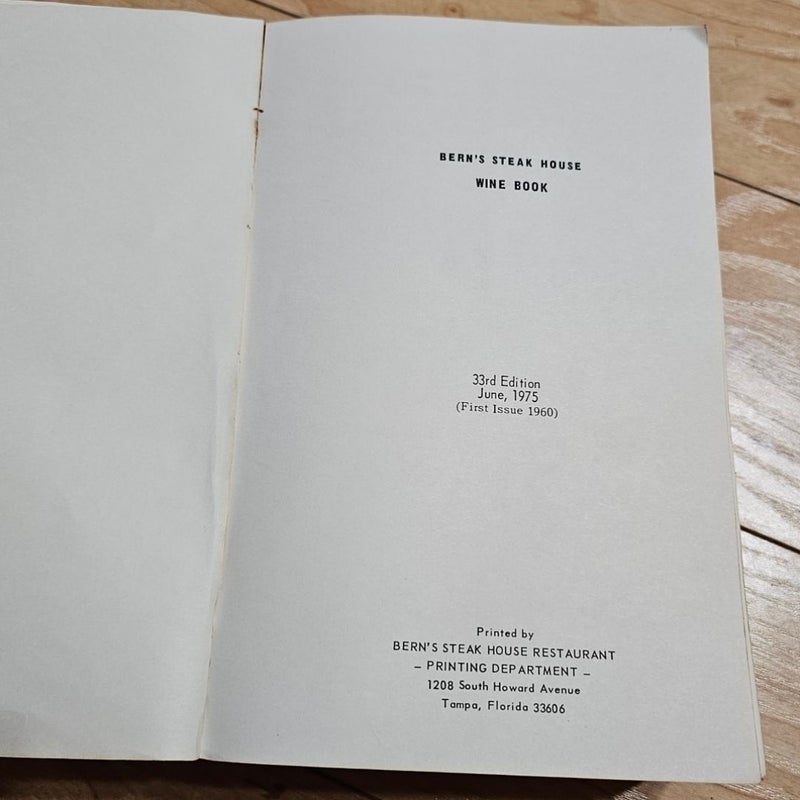 BERN'S STEAK HOUSE
WINE BOOK
33rd Edition
June, 1975
(First Issue 1960)
Printed by
BERN'S STEAK HOUSE RESTAURANT
– PRINTING DEPARTMENT –
1208 South Howard Avenue
Tampa, Florida 33606